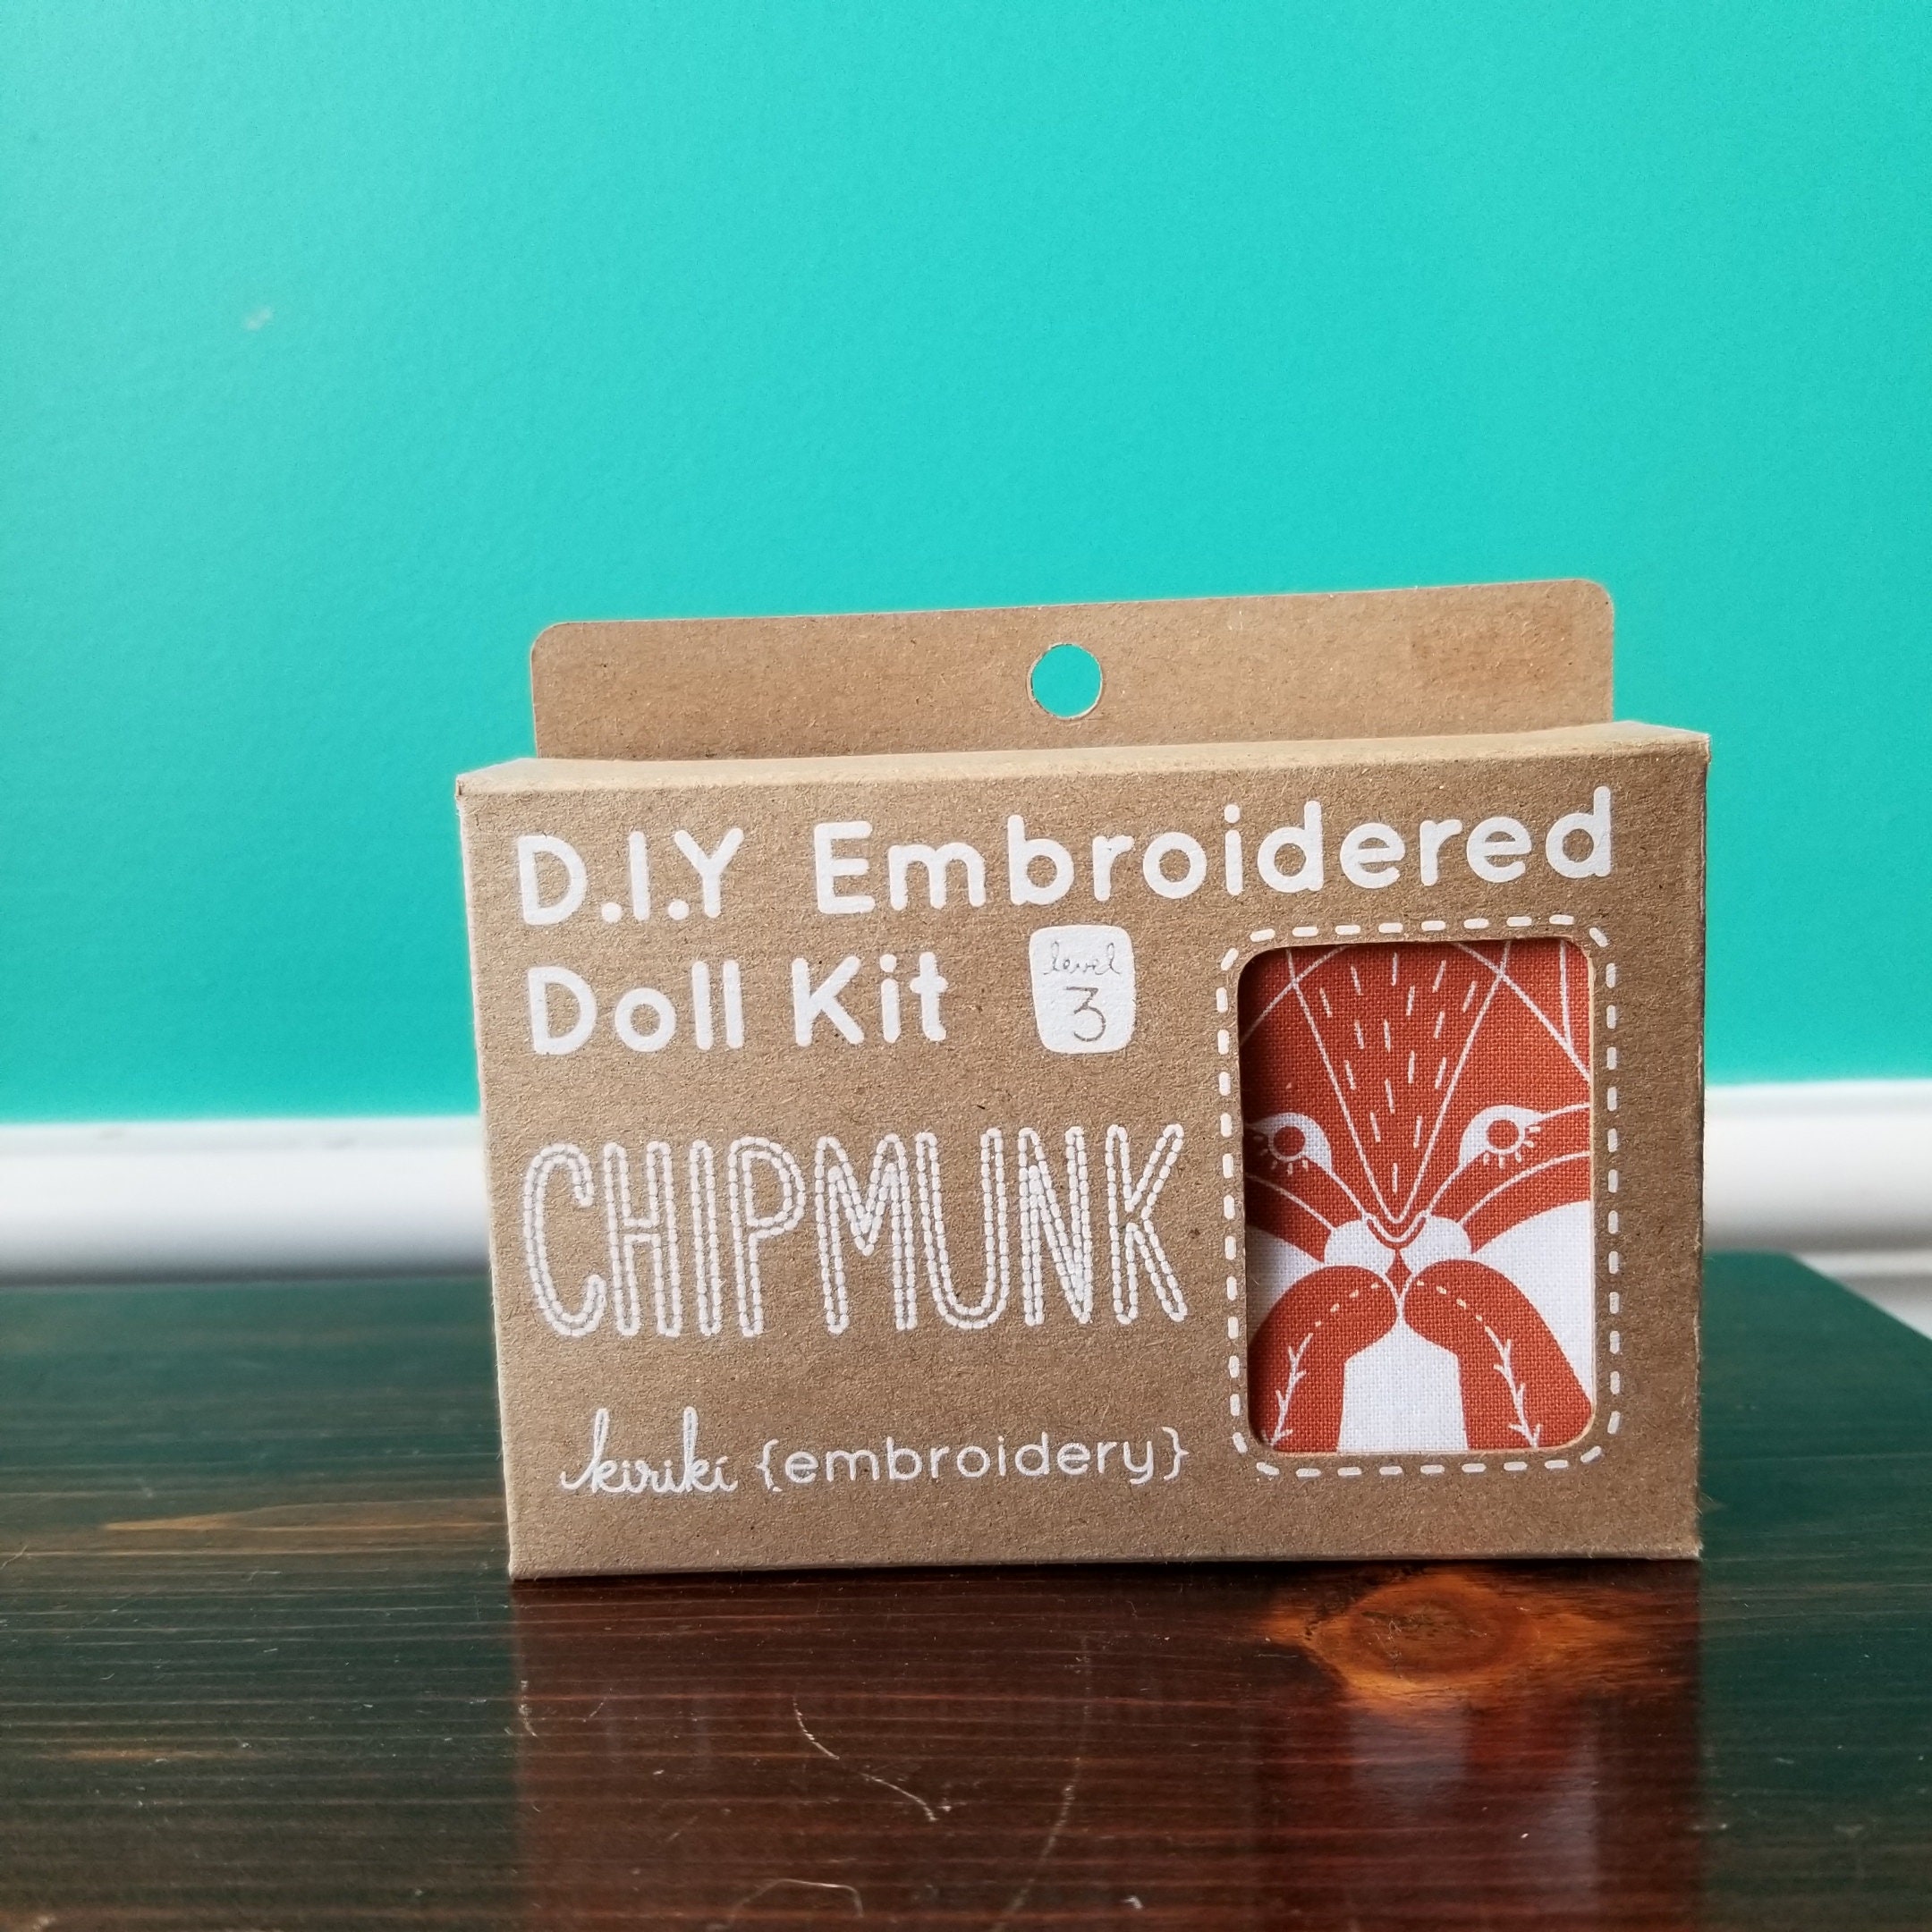 D.I.Y Embroidered
Doll Kit
level
3
CHIPMUNK
kiriki {embroidery}